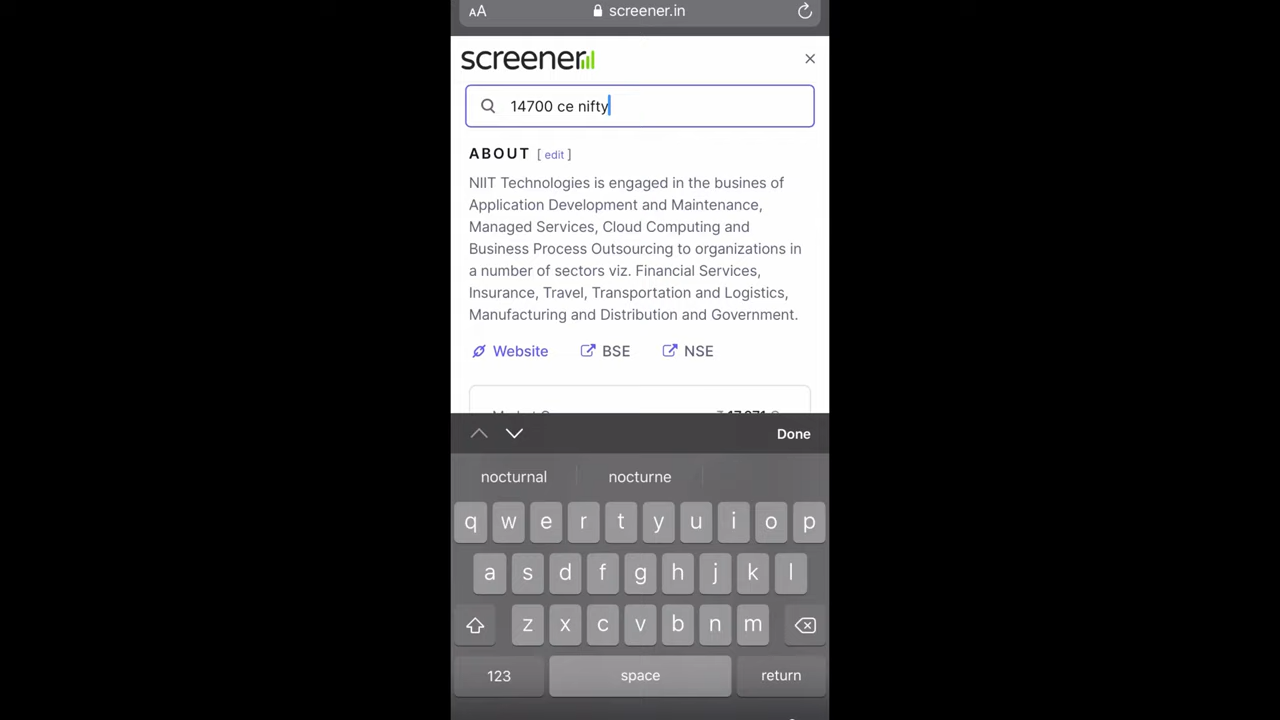 AA screener.in
screener
14700 ce nifty
ABOUT [ edit ]
NIIT Technologies is engaged in the busines of
Application Development and Maintenance,
Managed Services, Cloud Computing and
Business Process Outsourcing to organizations in
a number of sectors viz. Financial Services,
Insurance, Travel, Transportation and Logistics,
Manufacturing and Distribution and Government.
Website BSE NSE
Done
nocturnal nocturne
q w e r t y u i o p
a s d f g h j k l
z x c v b n m
123 space return